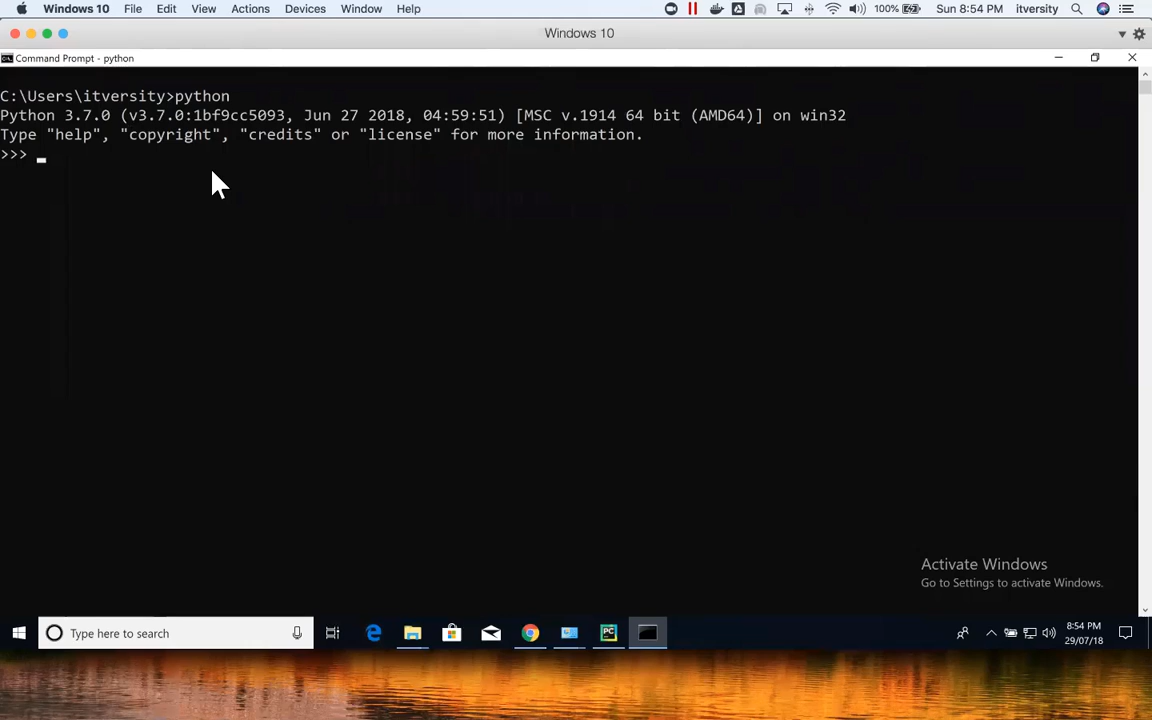 Windows 10 File Edit View Actions Devices Window Help 100% Sun 8:54 PM itversity
Windows 10
Command Prompt - python
C:\Users\itversity>python
Python 3.7.0 (v3.7.0:1bf9cc5093, Jun 27 2018, 04:59:51) [MSC v.1914 64 bit (AMD64)] on win32
Type "help", "copyright", "credits" or "license" for more information.
>>>
Activate Windows
Go to Settings to activate Windows.
Type here to search
PC
8:54 PM
29/07/18